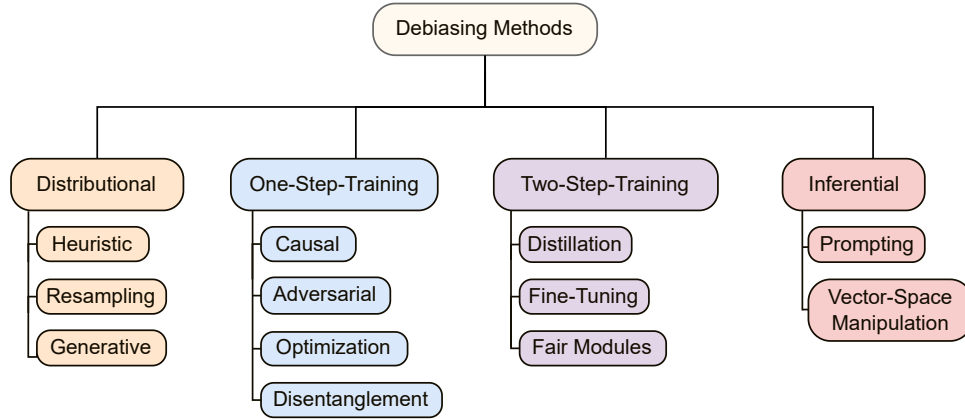 Debiasing Methods
Distributional
Heuristic
Resampling
Generative
One-Step-Training
Causal
Adversarial
Optimization
Disentanglement
Two-Step-Training
Distillation
Fine-Tuning
Fair Modules
Inferential
Prompting
Vector-Space
Manipulation